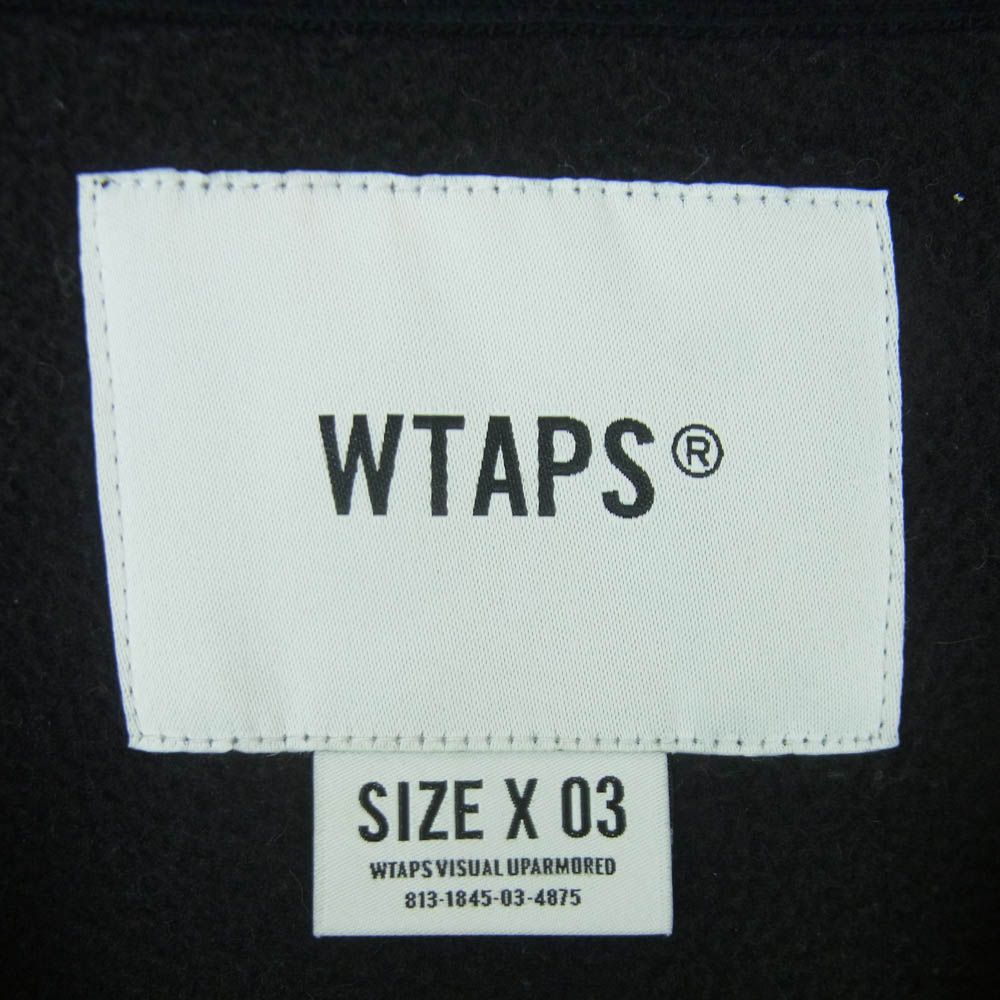 WTAPS®
SIZE X 03
WTAPS VISUAL UPARMORED
813-1845-03-4875